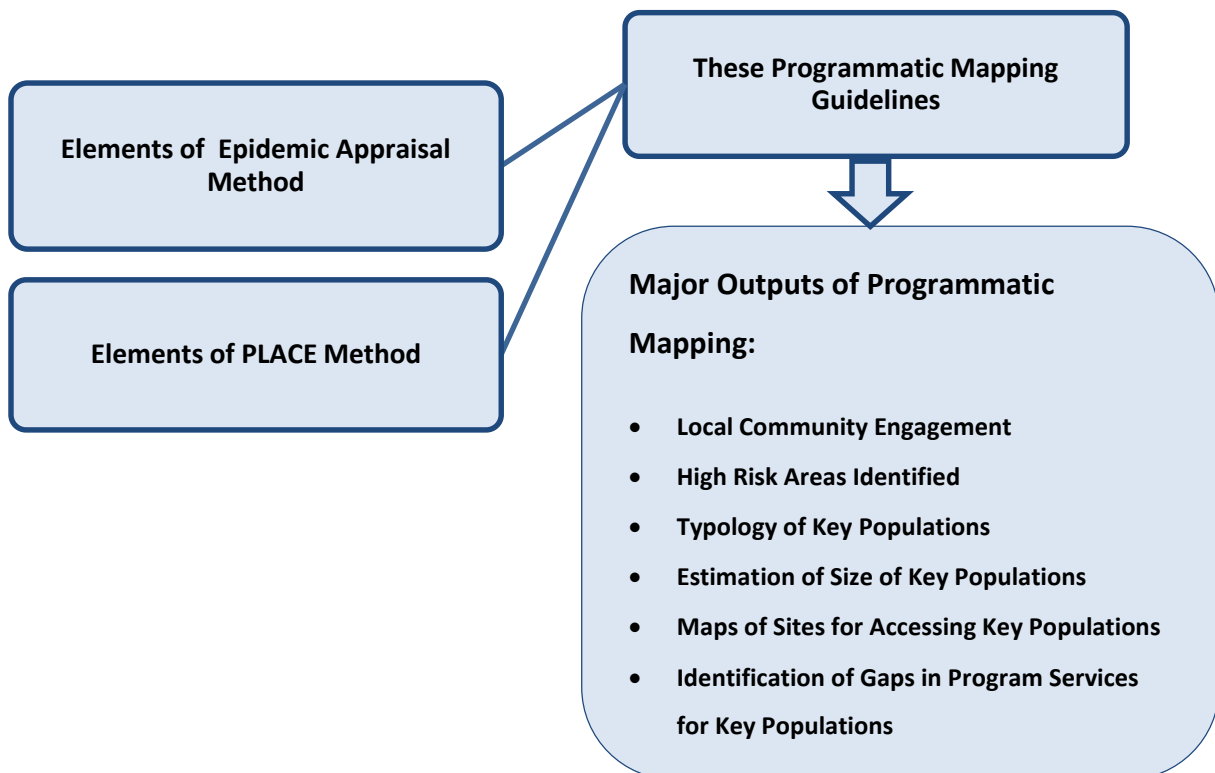 These Programmatic Mapping
Guidelines
Elements of Epidemic Appraisal
Method
Elements of PLACE Method
Major Outputs of Programmatic
Mapping:
• Local Community Engagement
• High Risk Areas Identified
• Typology of Key Populations
• Estimation of Size of Key Populations
• Maps of Sites for Accessing Key Populations
• Identification of Gaps in Program Services
for Key Populations